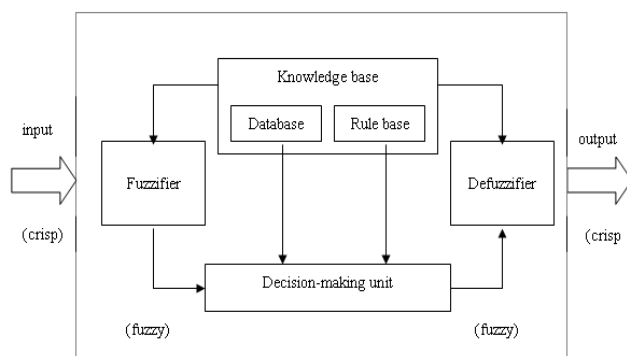 Knowledge base
Database
Rule base
input
output
Fuzzifier
Defuzzifier
(crisp)
(crisp
Decision-making unit
(fuzzy)
(fuzzy)